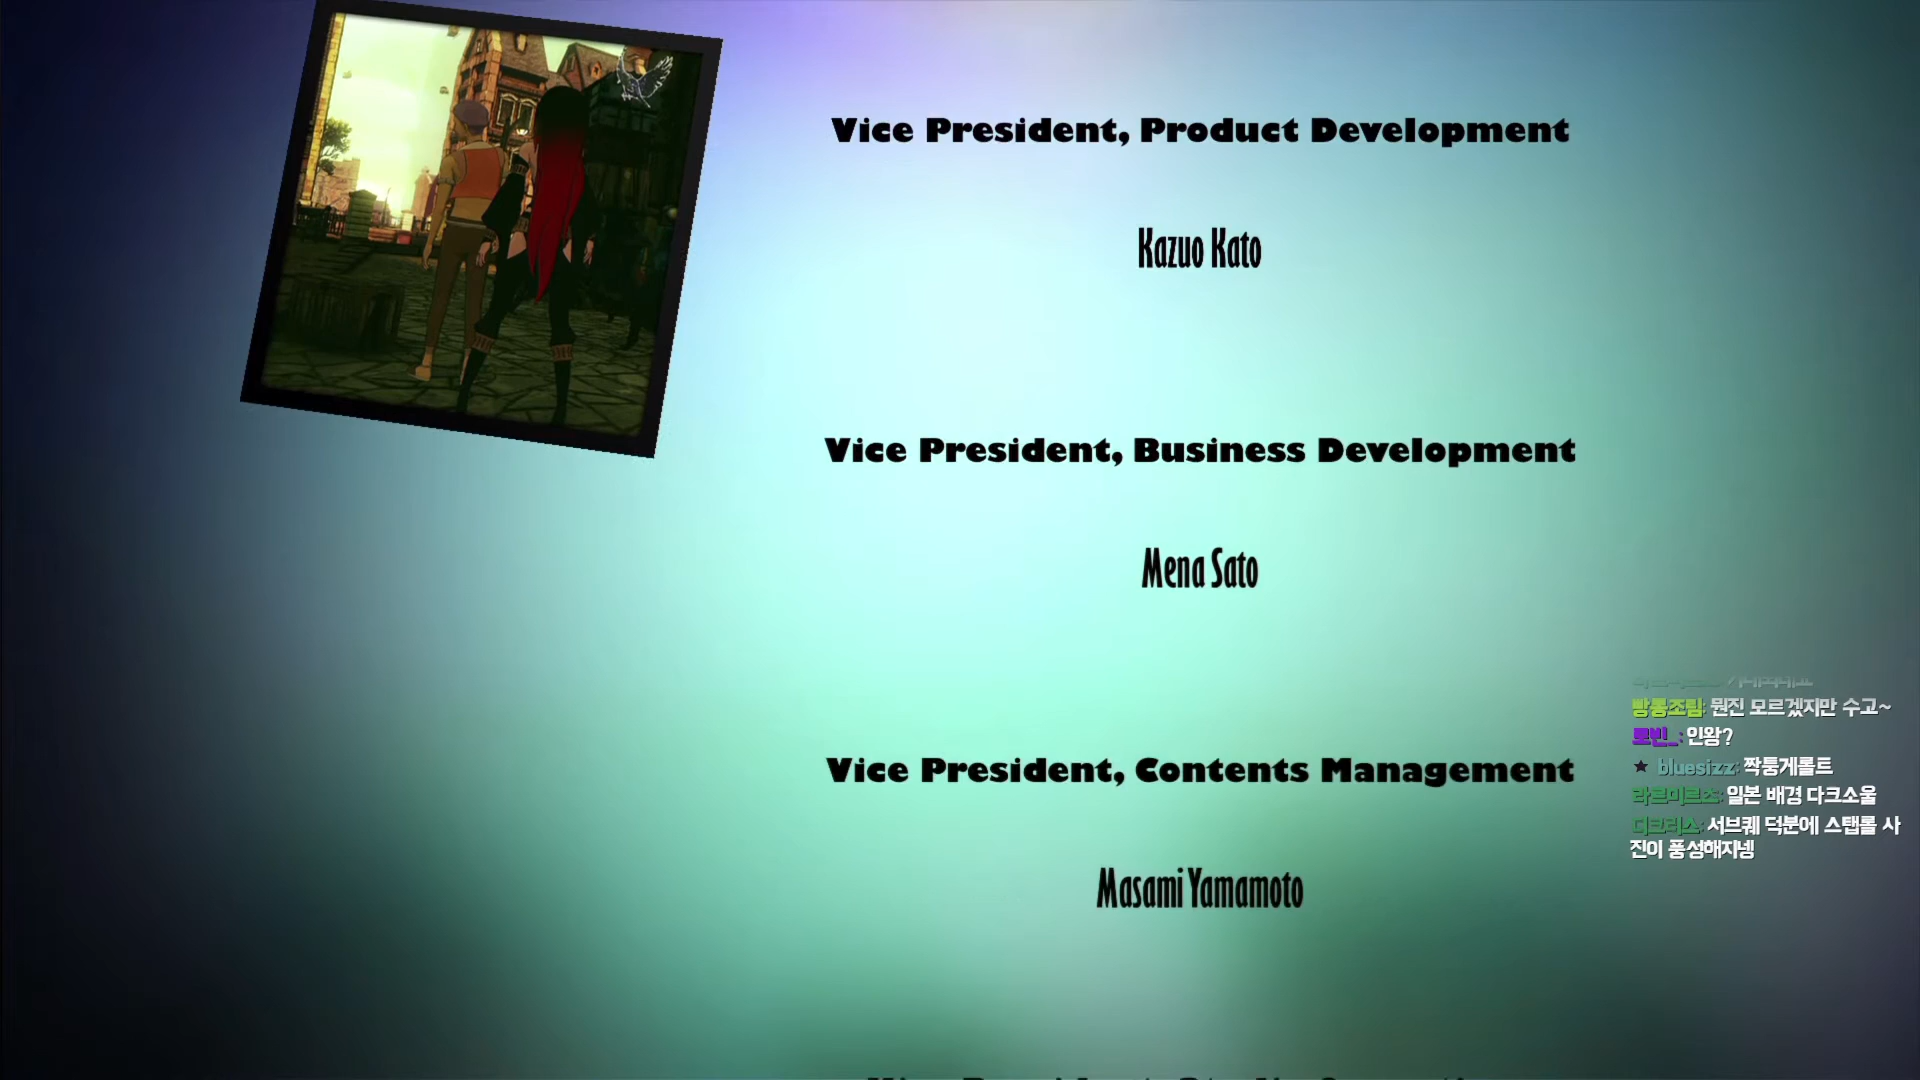 Vice President, Product Development
Kazuo Kato
Vice President, Business Development
Mena Sato
Vice President, Contents Management
Masami Yamamoto
빵통조림: 뭔진 모르겠지만 수고~
로빈_: 인왕?
★ bluesizz: 짝퉁게롤트
라르미르츠: 일본 배경 다크소울
디크리스: 서브퀘 덕분에 스탭롤 사
진이 풍성해지넹